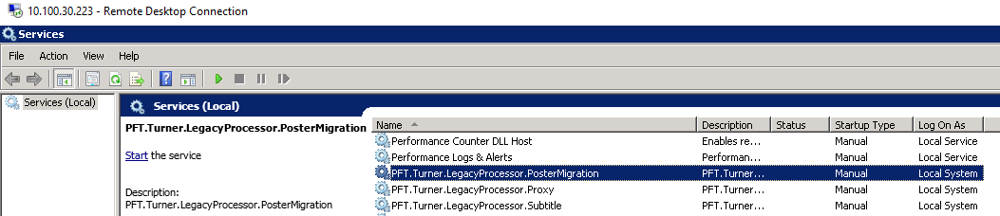 10.100.30.223 - Remote Desktop Connection
Services
File Action View Help
Services (Local)
Services (Local)
PFT.Turner.LegacyProcessor.PosterMigration
Start the service
Description:
PFT.Turner.LegacyProcessor.PosterMigration
Name Description Status Startup Type Log On As
Performance Counter DLL Host Enables re... Manual Local Service
Performance Logs & Alerts Performan... Manual Local Service
PFT.Turner.LegacyProcessor.PosterMigration PFT.Turner... Manual Local System
PFT.Turner.LegacyProcessor.Proxy PFT.Turner... Manual Local System
PFT.Turner.LegacyProcessor.Subtitle PFT.Turner... Manual Local System